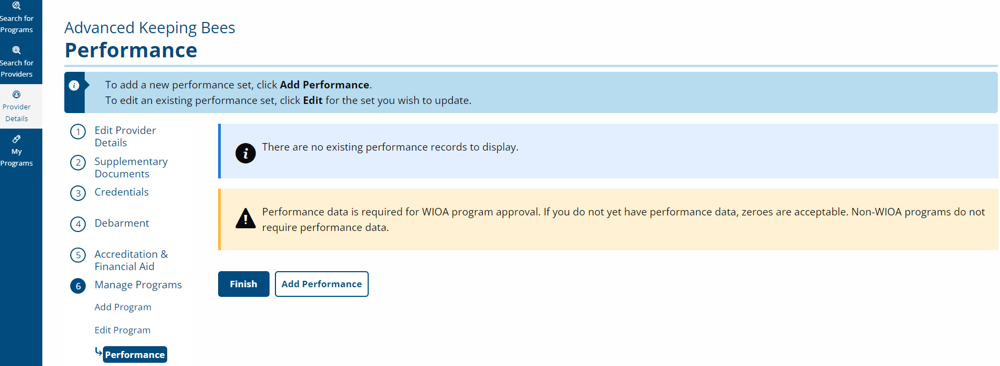 Search for
Programs
Search for
Providers
Provider
Details
My
Programs
Advanced Keeping Bees
Performance
To add a new performance set, click Add Performance.
To edit an existing performance set, click Edit for the set you wish to update.
1 Edit Provider
Details
2 Supplementary
Documents
3 Credentials
4 Debarment
5 Accreditation &
Financial Aid
6 Manage Programs
Add Program
Edit Program
Performance
There are no existing performance records to display.
Performance data is required for WIOA program approval. If you do not yet have performance data, zeroes are acceptable. Non-WIOA programs do not
require performance data.
Finish
Add Performance